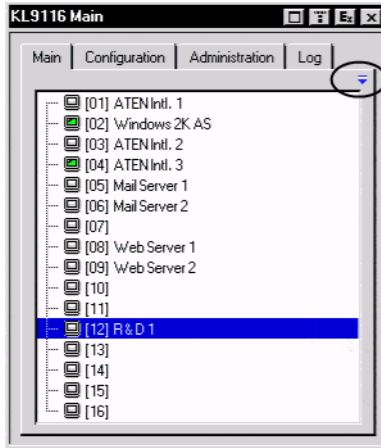 KL9116 Main
Main Configuration Administration Log
[01] ATEN Intl. 1
[02] Windows 2K AS
[03] ATEN Intl. 2
[04] ATEN Intl. 3
[05] Mail Server 1
[06] Mail Server 2
[07]
[08] Web Server 1
[09] Web Server 2
[10]
[11]
[12] R & D 1
[13]
[14]
[15]
[16]